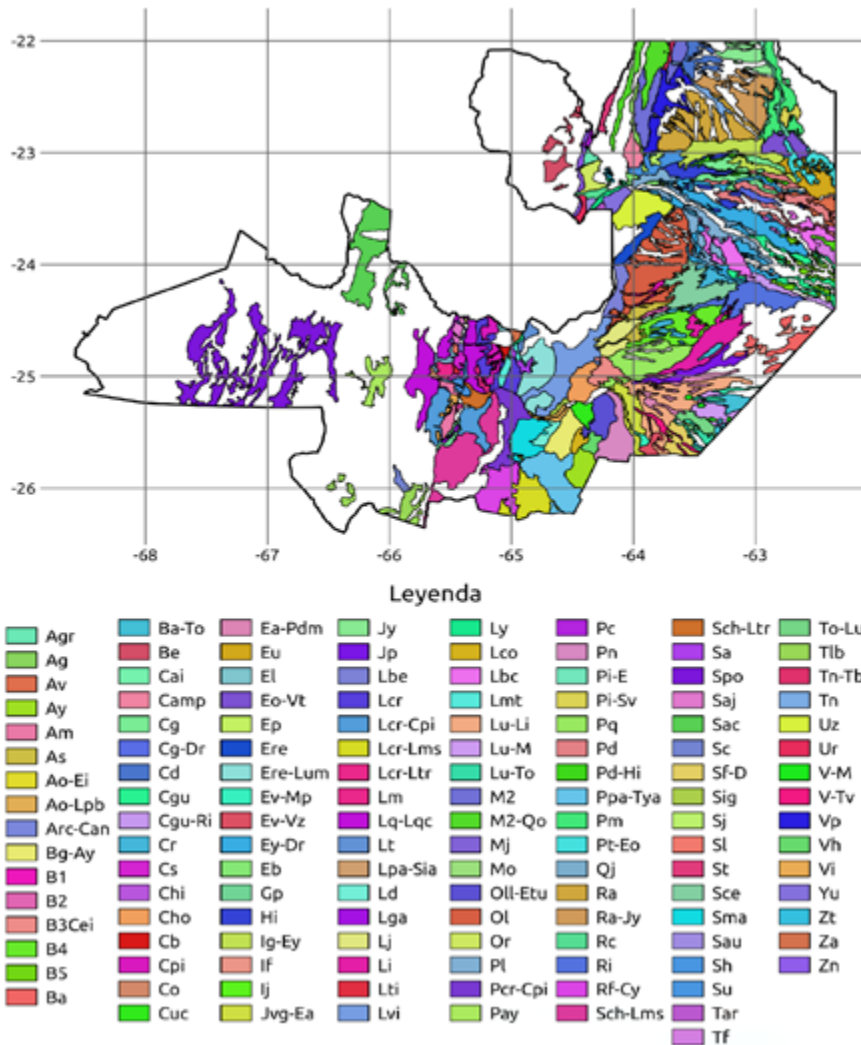 -22
-23
-24
-25
-26
-68
-67
-66
-65
-64
-63
Leyenda
Agr
Ag
Av
Ay
Am
As
Ao-Ei
Ao-Lpb
Arc-Can
Bg-Ay
B1
B2
B3Cei
B4
B5
Ba
Ba-To
Be
Cai
Camp
Cg
Cg-Dr
Cd
Cgu
Cgu-Ri
Cr
Cs
Chi
Cho
Cb
Cpi
Co
Cuc
Ea-Pdm
Eu
El
Eo-Vt
Ep
Ere
Ere-Lum
Ev-Mp
Ev-Vz
Ey-Dr
Eb
Gp
Hi
Ig-Ey
If
Ij
Jvg-Ea
Jy
Jp
Lbe
Lcr
Lcr-Cpi
Lcr-Lms
Lcr-Ltr
Lm
Lq-Lqc
Lt
Lpa-Sia
Ld
Lga
Lj
Li
Lti
Lvi
Ly
Lco
Lbc
Lmt
Lu-Li
Lu-M
Lu-To
M2
M2-Qo
Mj
Mo
Oll-Etu
Ol
Or
Pl
Pcr-Cpi
Pay
Pc
Pn
Pi-E
Pi-Sv
Pq
Pd
Pd-Hi
Ppa-Tya
Pm
Pt-Eo
Qj
Ra
Ra-Jy
Rc
Ri
Rf-Cy
Sch-Lms
Sch-Ltr
Sa
Spo
Saj
Sac
Sc
Sf-D
Sig
Sj
Sl
St
Sce
Sma
Sau
Sh
Su
Tar
Tf
To-Lu
Tlb
Tn-Tb
Tn
Uz
Ur
V-M
V-Tv
Vp
Vh
Vi
Yu
Zt
Za
Zn